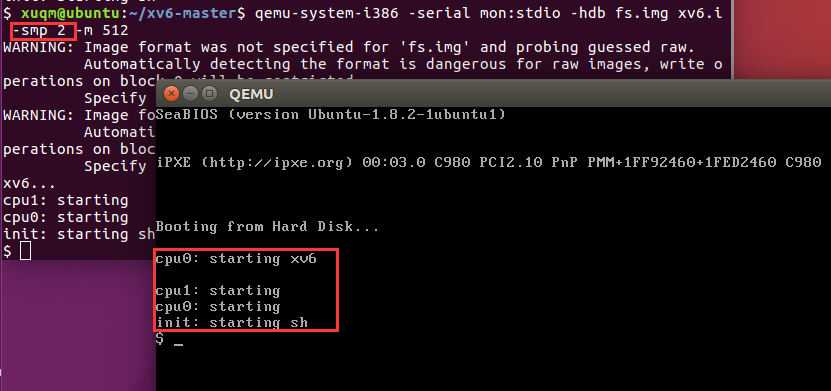 $ xuqm@ubuntu:~/xv6-master$ qemu-system-i386 -serial mon:stdio -hdb fs.img xv6.i
-smp 2 -m 512
WARNING: Image format was not specified for 'fs.img' and probing guessed raw.
Automatically detecting the format is dangerous for raw images, write o
perations on block 0 will be restricted.
Specify
WARNING: Image fo
Automati
perations on bloc
Specify
xv6...
cpu1: starting
cpu0: starting
init: starting sh
$
QEMU
SeaBIOS (version Ubuntu-1.8.2-1ubuntu1)
iPXE (http://ipxe.org) 00:03.0 C980 PCI2.10 PnP PMM+1FF92460+1FED2460 C980
Booting from Hard Disk...
cpu0: starting xv6
cpu1: starting
cpu0: starting
init: starting sh
$ _